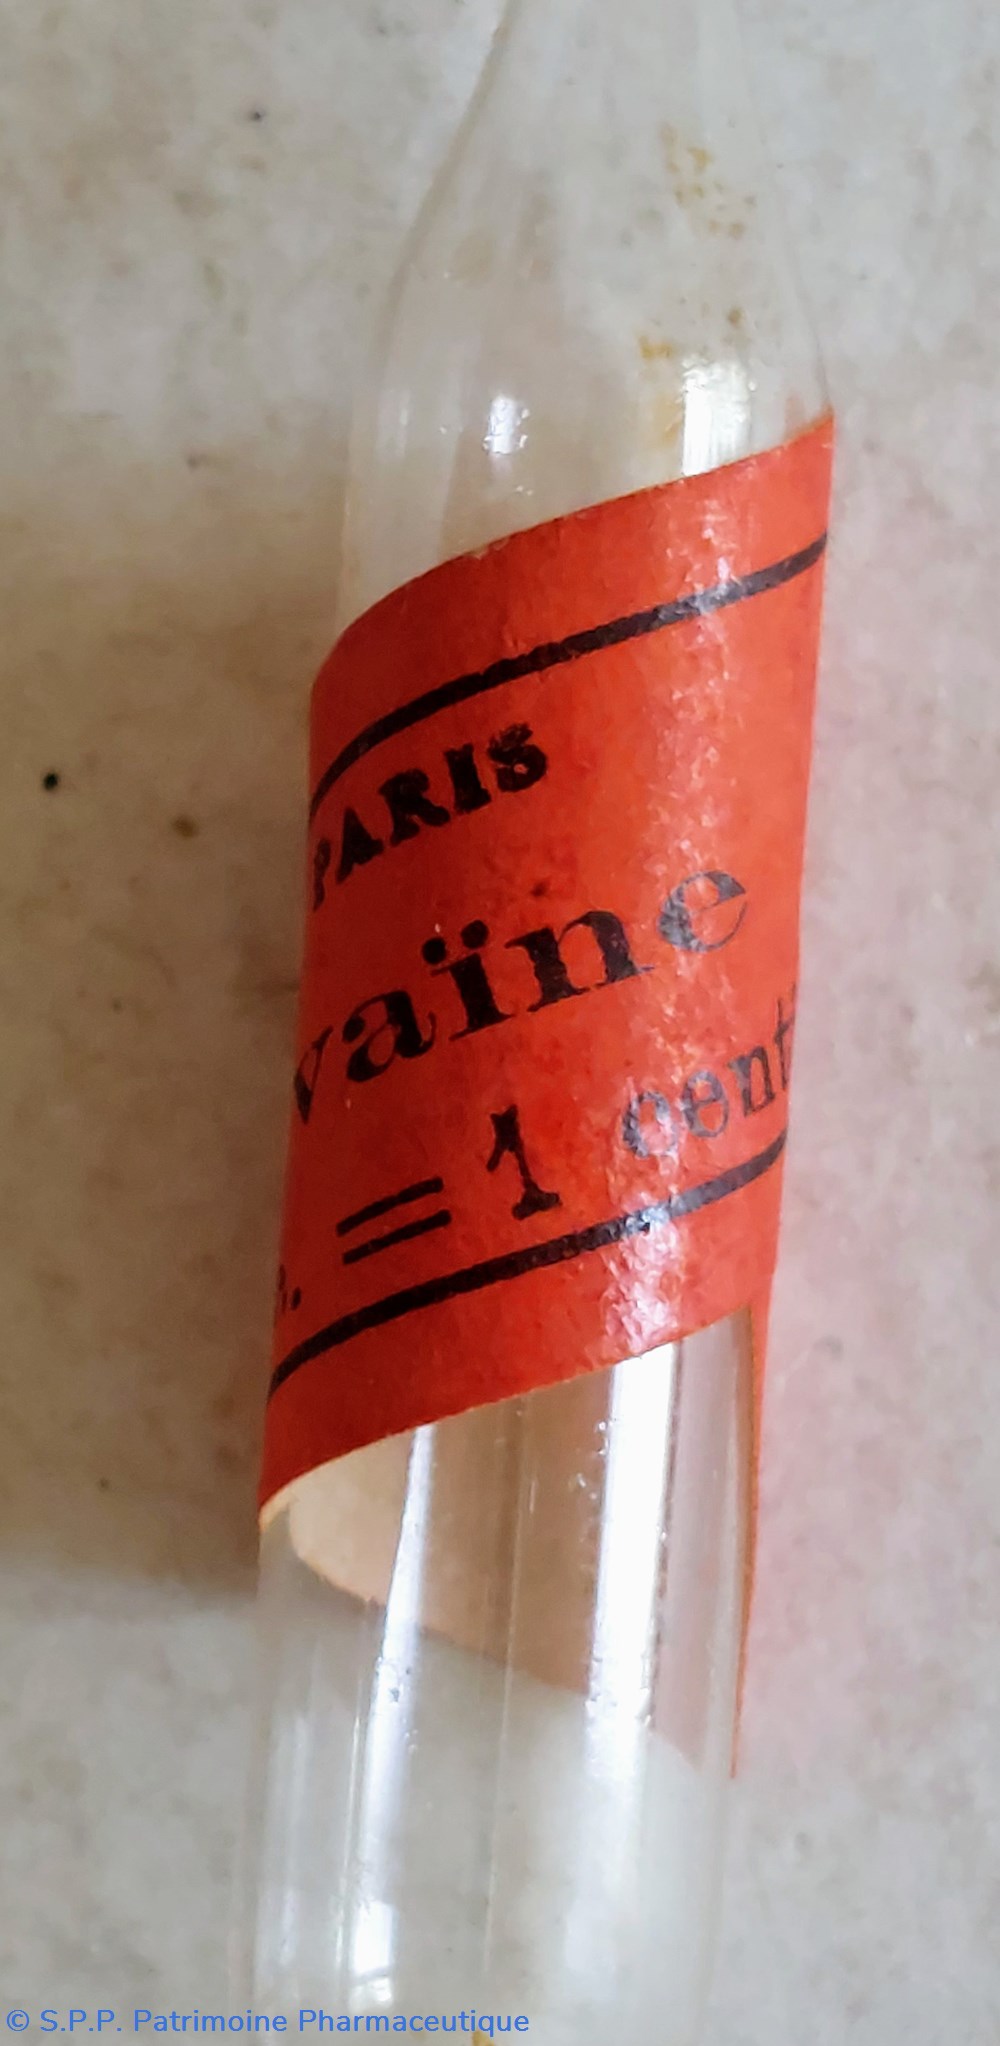 PARIS
vaïne
= 1 cent
© S.P.P. Patrimoine Pharmaceutique